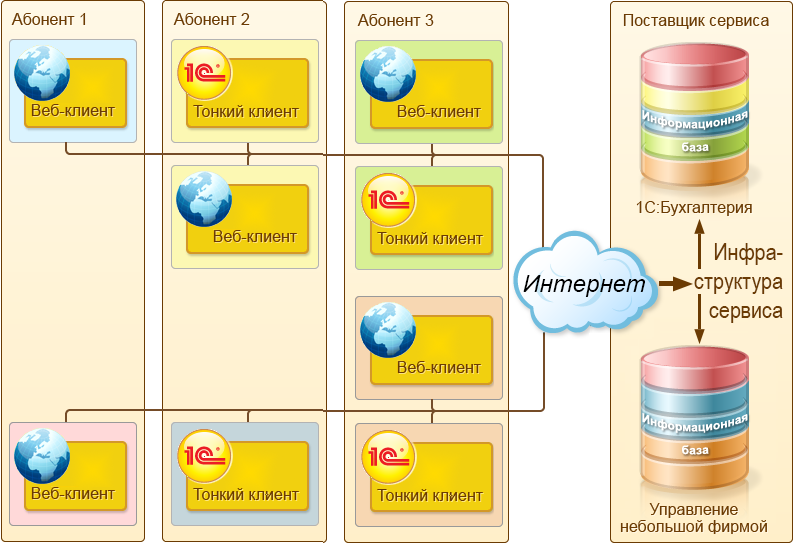 Абонент 1
Веб-клиент
Веб-клиент
Абонент 2
1С
Тонкий клиент
Веб-клиент
1С
Тонкий клиент
Абонент 3
Веб-клиент
1С
Тонкий клиент
Веб-клиент
1С
Тонкий клиент
Интернет
Поставщик сервиса
Информационная
база
1С:Бухгалтерия
Инфра-
структура
сервиса
Информационная
база
Управление
небольшой фирмой